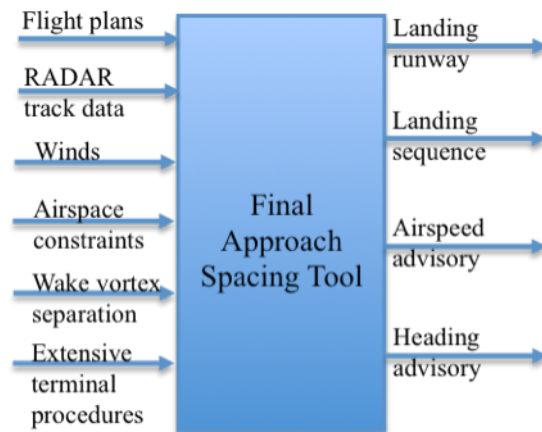 Flight plans
RADAR
track data
Winds
Airspace
constraints
Wake vortex
separation
Extensive
terminal
procedures
Final
Approach
Spacing Tool
Landing
runway
Landing
sequence
Airspeed
advisory
Heading
advisory